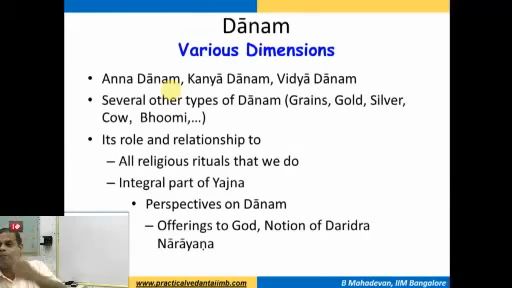 Dānam
Various Dimensions
• Anna Dānam, Kanyā Dānam, Vidyā Dānam
• Several other types of Dānam (Grains, Gold, Silver,
Cow, Bhoomi,...)
• Its role and relationship to
– All religious rituals that we do
– Integral part of Yajna
• Perspectives on Dānam
– Offerings to God, Notion of Daridra
Nārāyaṇa
www.practicalvedantaiimb.com
B Mahadevan, IIM Bangalore